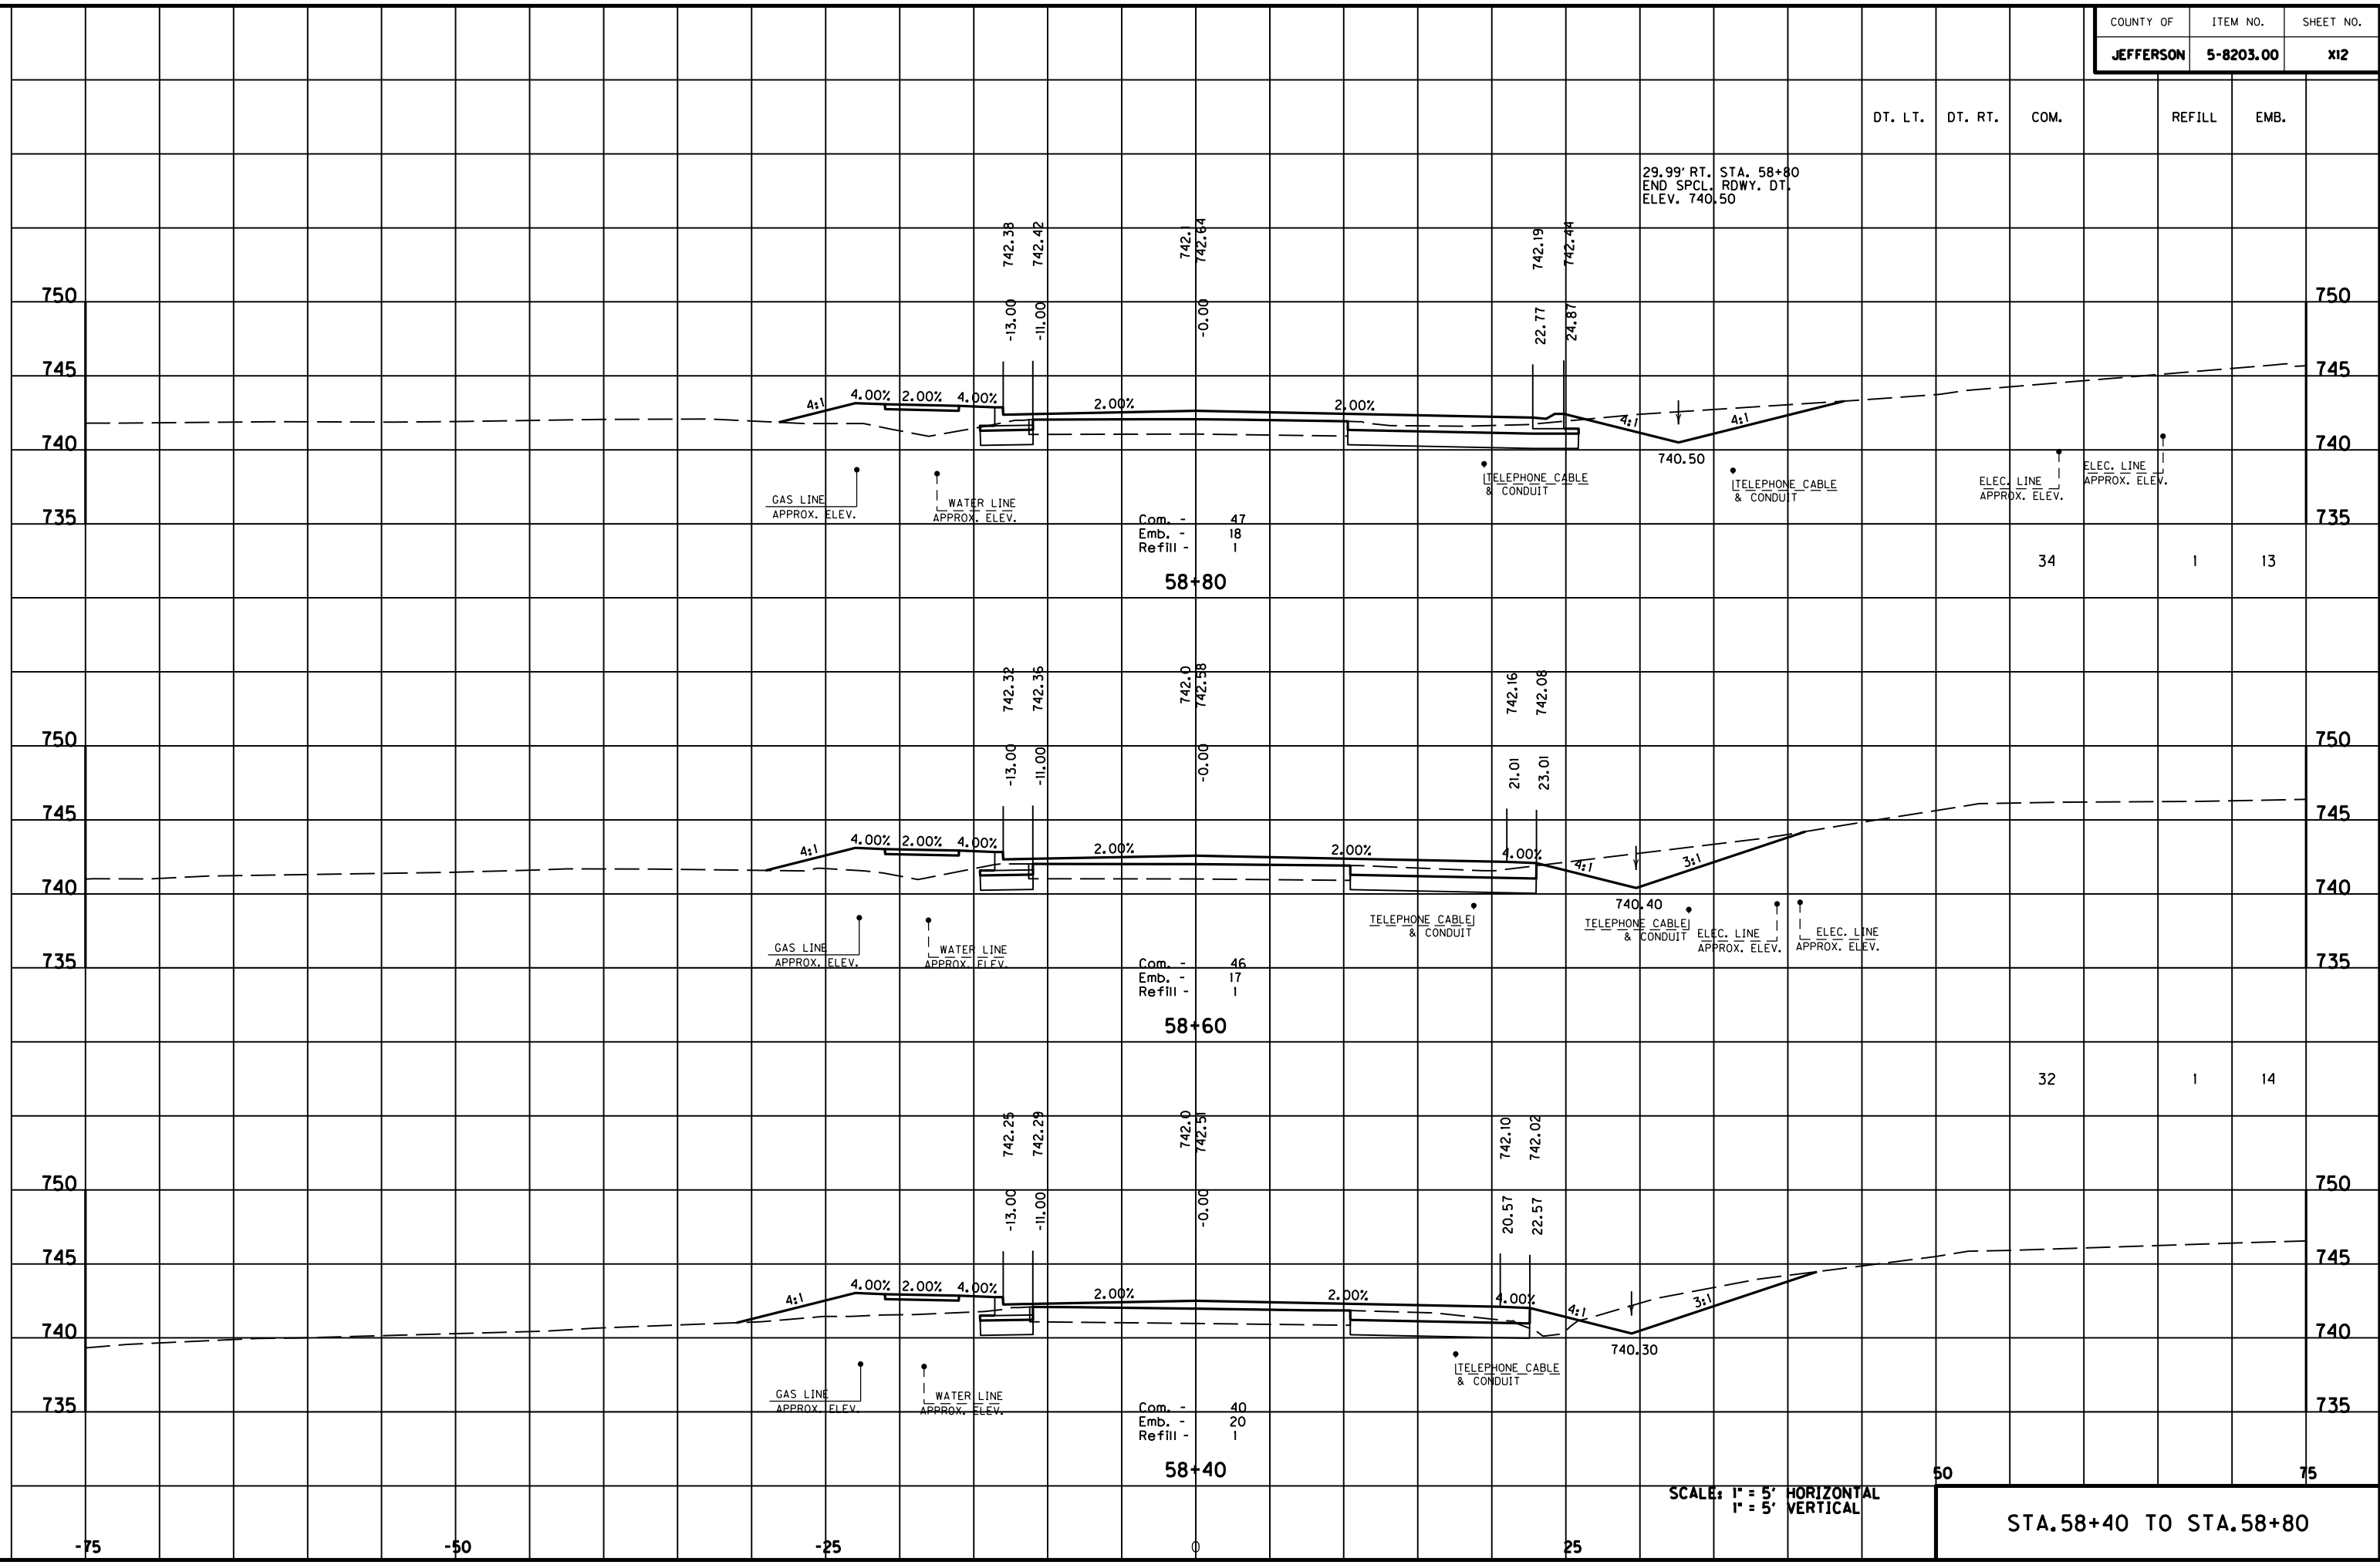 COUNTY OF ITEM NO. SHEET NO.
JEFFERSON 5-8203.00 X12
DT. LT. DT. RT. COM. REFILL EMB.
29.99' RT. STA. 58+80
END SPCL. RDWY. DT.
ELEV. 740.50
742.38 742.42 742.1 742.64 742.19 742.44
-13.00 -11.00 -0.00 22.77 24.87
750 750
745 745
4:1 4.00% 2.00% 4.00% 2.00% 2.00% 4:1 4:1
740 740
740.50
GAS LINE
APPROX. ELEV.
WATER LINE
APPROX. ELEV.
TELEPHONE CABLE
& CONDUIT
TELEPHONE CABLE
& CONDUIT
ELEC. LINE
APPROX. ELEV.
ELEC. LINE
APPROX. ELEV.
735 735
Com. - 47
Emb. - 18
Refill - 1
58+80
34 1 13
742.32 742.36 742.0 742.58 742.16 742.08
-13.00 -11.00 -0.00 21.01 23.01
750 750
745 745
4:1 4.00% 2.00% 4.00% 2.00% 2.00% 4.00% 4:1 3:1
740 740
740.40
GAS LINE
APPROX. ELEV.
WATER LINE
APPROX. ELEV.
TELEPHONE CABLE
& CONDUIT
TELEPHONE CABLE
& CONDUIT
ELEC. LINE
APPROX. ELEV.
ELEC. LINE
APPROX. ELEV.
735 735
Com. - 46
Emb. - 17
Refill - 1
58+60
32 1 14
742.25 742.29 742.0 742.51 742.10 742.02
-13.00 -11.00 -0.00 20.57 22.57
750 750
745 745
4:1 4.00% 2.00% 4.00% 2.00% 2.00% 4.00% 4:1 3:1
740 740
740.30
GAS LINE
APPROX. ELEV.
WATER LINE
APPROX. ELEV.
TELEPHONE CABLE
& CONDUIT
735 735
Com. - 40
Emb. - 20
Refill - 1
58+40
50 75
SCALE: 1" = 5' HORIZONTAL
1" = 5' VERTICAL
STA.58+40 TO STA.58+80
-75 -50 -25 0 25